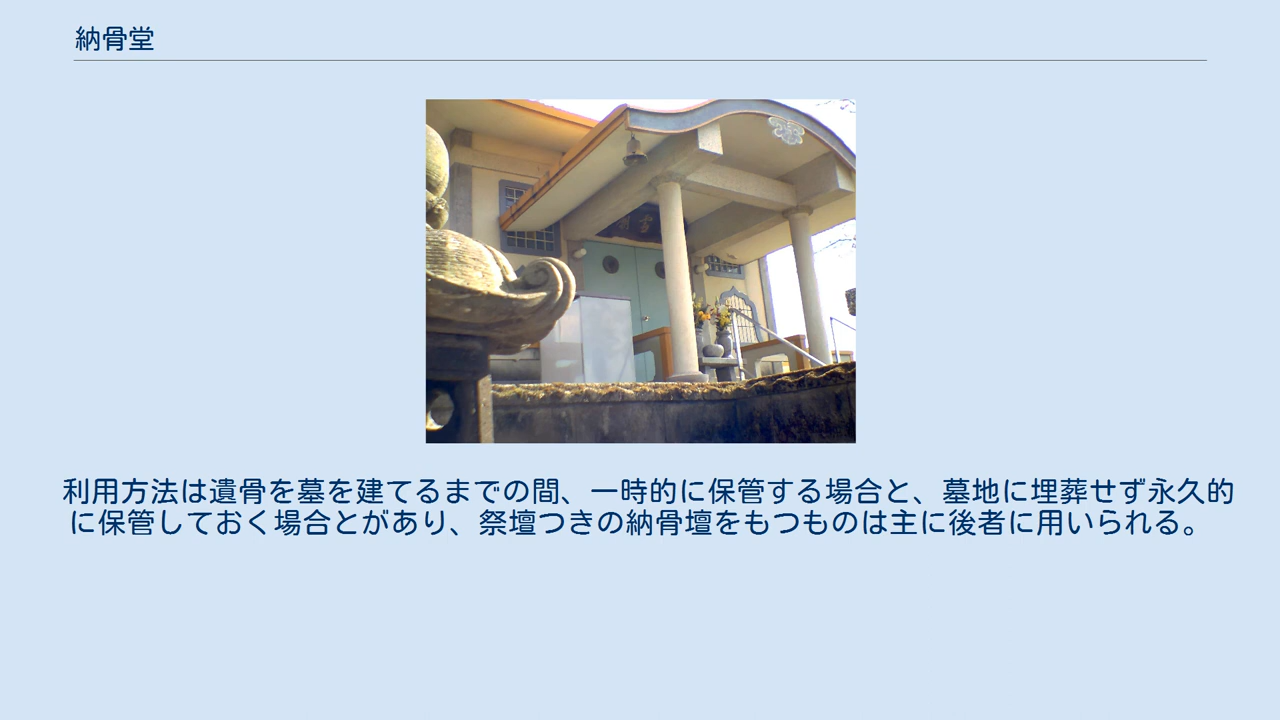 納骨堂
利用方法は遺骨を墓を建てるまでの間、一時的に保管する場合と、墓地に埋葬せず永久的
に保管しておく場合とがあり、祭壇つきの納骨壇をもつものは主に後者に用いられる。